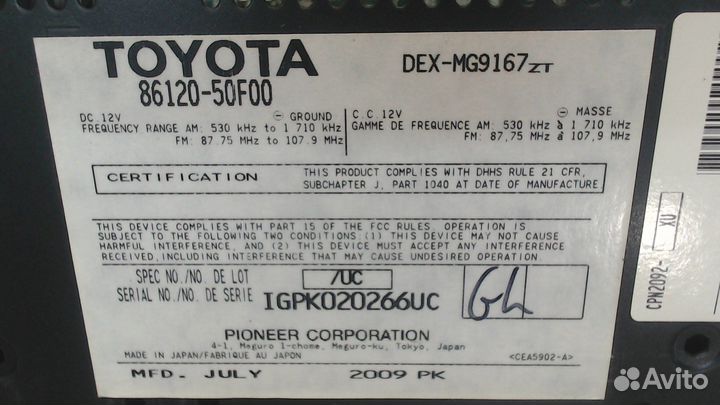 TOYOTA
86120-50F00
DEX-MG9167ZT
DC 12V ⊖ GROUND
FREQUENCY RANGE AM: 530 kHz to 1 710 kHz
FM: 87.75 MHz to 107.9 MHz
C.C. 12V ⊖ MASSE
GAMME DE FREQUENCE AM: 530 kHz à 1 710 kHz
FM: 87,75 MHz à 107,9 MHz
CERTIFICATION
THIS PRODUCT COMPLIES WITH DHHS RULE 21 CFR,
SUBCHAPTER J, PART 1040 AT DATE OF MANUFACTURE
THIS DEVICE COMPLIES WITH PART 15 OF THE FCC RULES. OPERATION IS
SUBJECT TO THE FOLLOWING TWO CONDITIONS:(1) THIS DEVICE MAY NOT CAUSE
HARMFUL INTERFERENCE, AND (2) THIS DEVICE MUST ACCEPT ANY INTERFERENCE
RECEIVED, INCLUDING INTERFERENCE THAT MAY CAUSE UNDESIRED OPERATION.
SPEC NO./NO. DE LOT /UC
SERIAL NO./NO. DE SERIE IGPK020266UC
PIONEER CORPORATION
4-1, Meguro 1-chome, Meguro-ku, Tokyo, Japan
MADE IN JAPAN/FABRIQUE AU JAPON <CEA5902-A>
MFD. JULY 2009 PK
CPN2092- XU
Avito